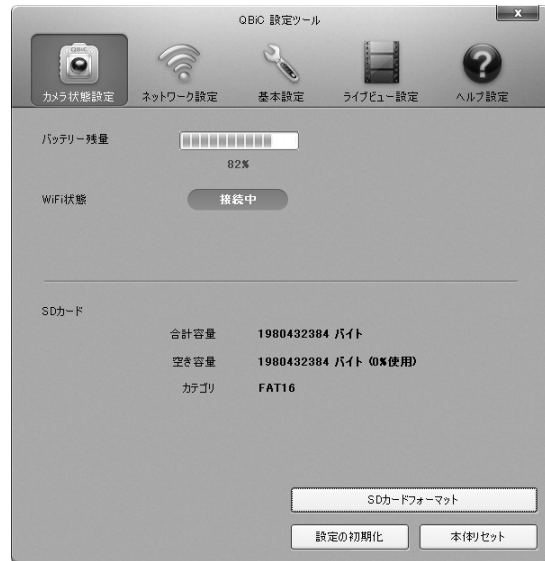 QBiC 設定ツール
x
QBIC
カメラ状態設定 ネットワーク設定 基本設定 ライブビュー設定 ヘルプ設定
バッテリー残量
82%
WiFi状態 接続中
SDカード
合計容量 1980432384 バイト
空き容量 1980432384 バイト (0%使用)
カテゴリ FAT16
SDカードフォーマット
設定の初期化 本体リセット